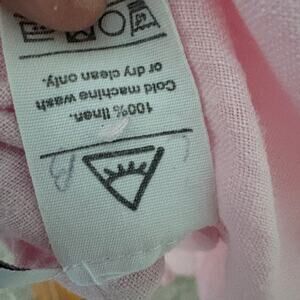 100% linen.
Cold machine wash
or dry clean only.